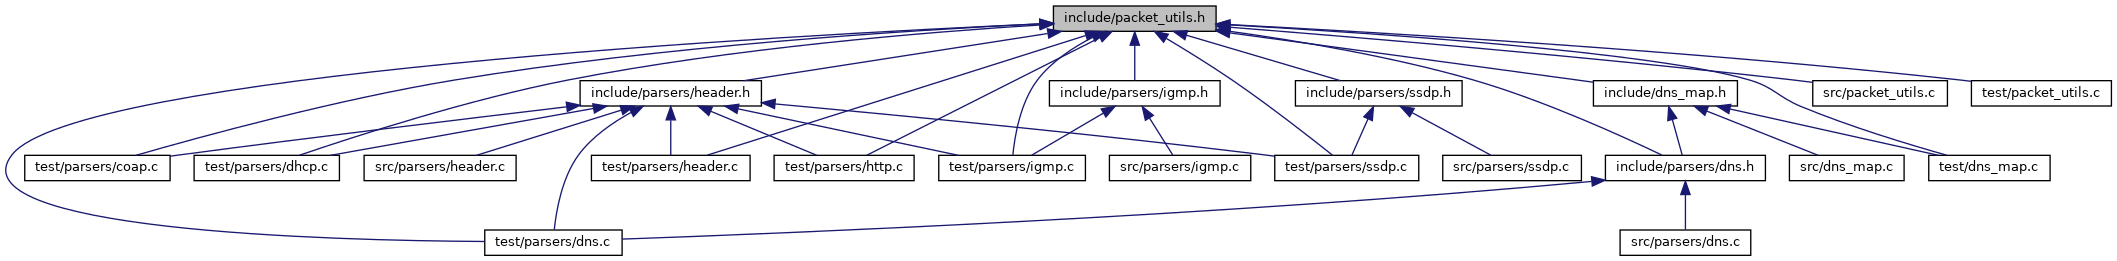 include/packet_utils.h
include/parsers/header.h
include/parsers/igmp.h
include/parsers/ssdp.h
include/dns_map.h
src/packet_utils.c
test/packet_utils.c
test/parsers/coap.c
test/parsers/dhcp.c
src/parsers/header.c
test/parsers/header.c
test/parsers/http.c
test/parsers/igmp.c
src/parsers/igmp.c
test/parsers/ssdp.c
src/parsers/ssdp.c
include/parsers/dns.h
src/dns_map.c
test/dns_map.c
test/parsers/dns.c
src/parsers/dns.c